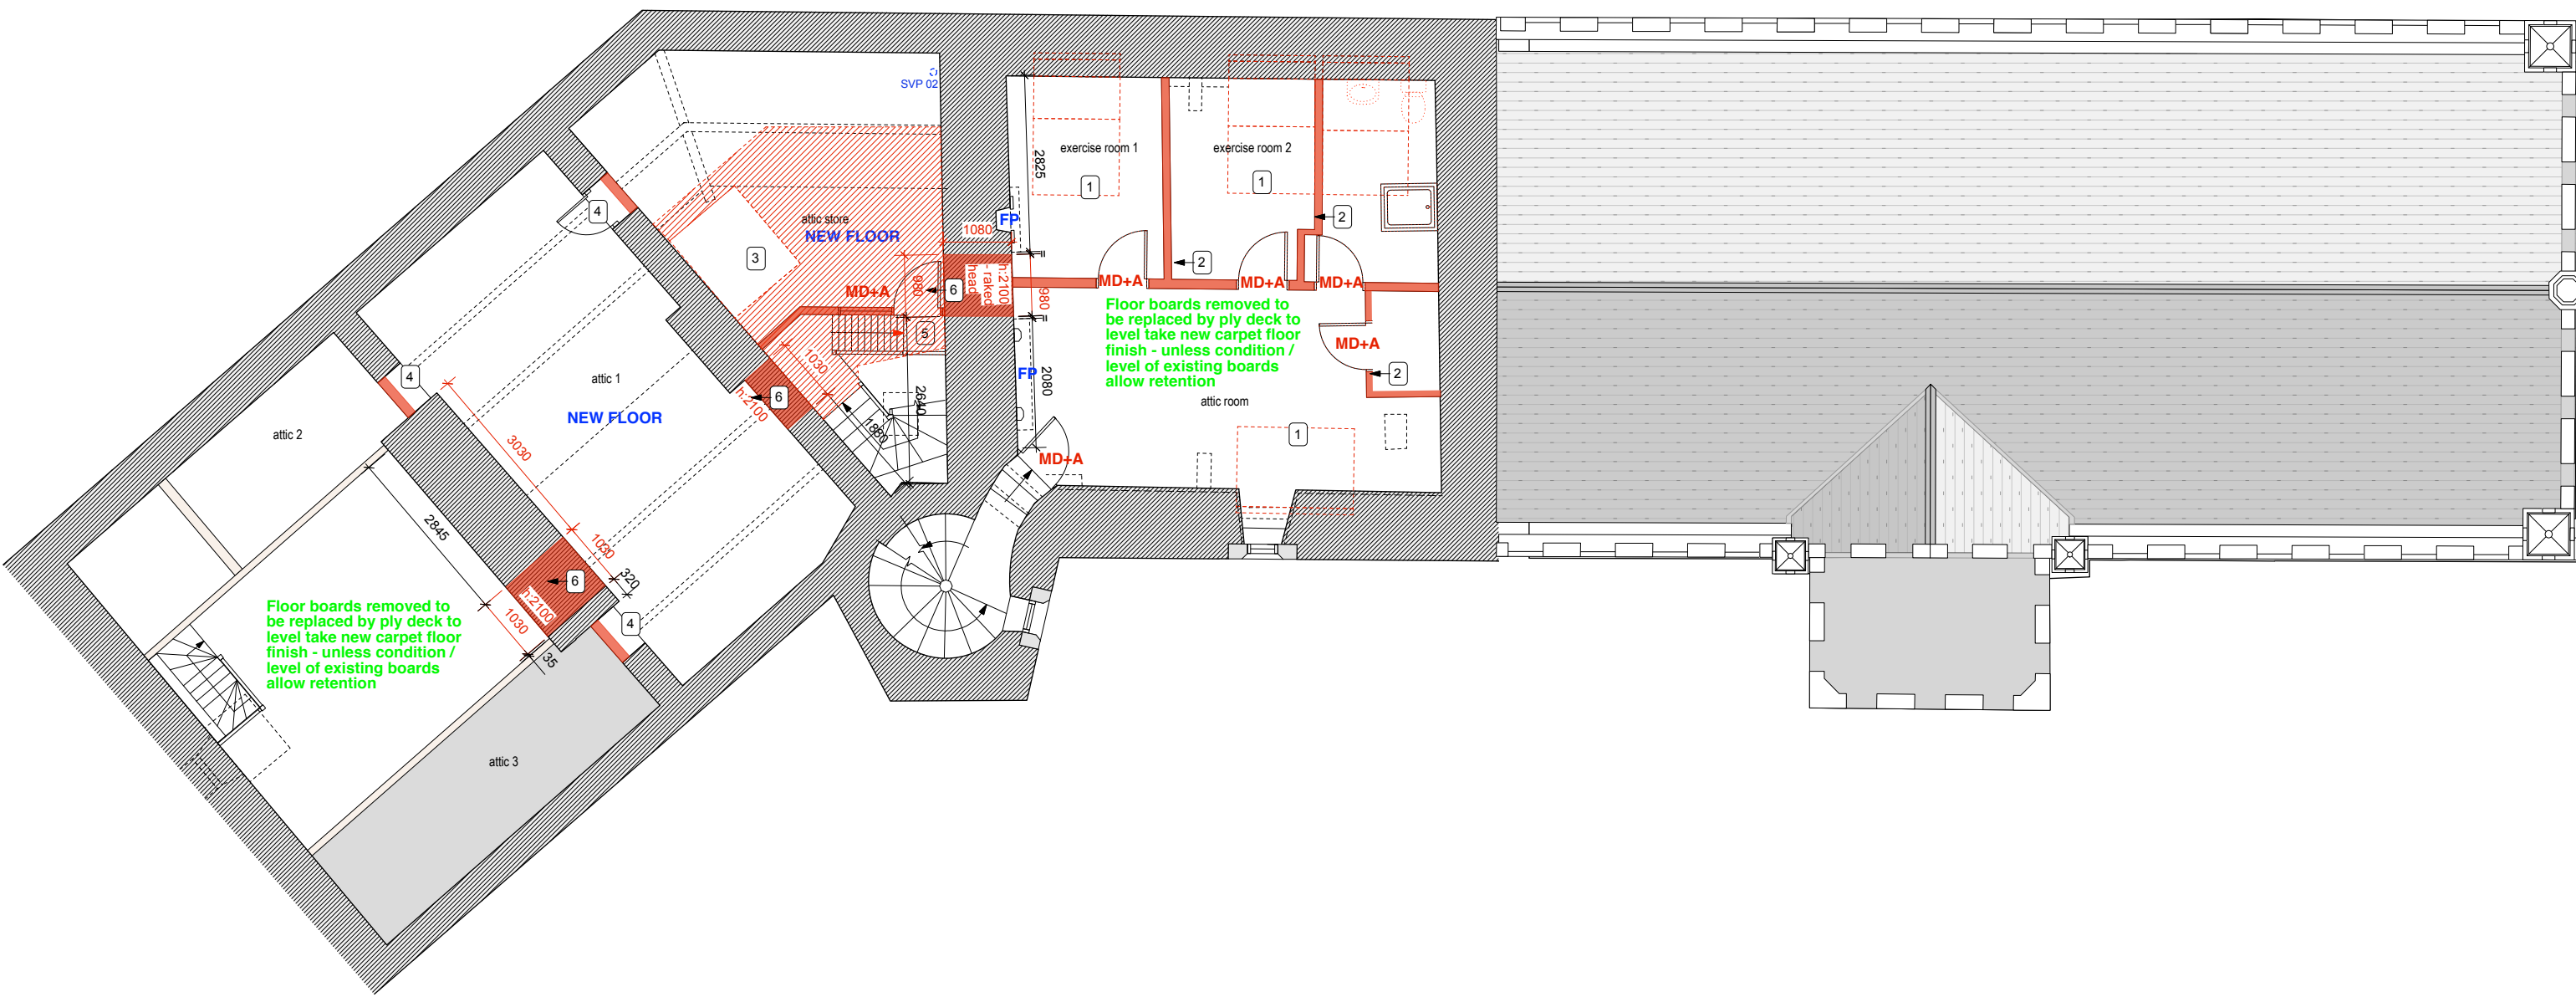 SVP 02
exercise room 1
exercise room 2
2825
1
1
4
attic store
NEW FLOOR
FP
1080
2
3
2
h:2100
- raked
head
980
980
6
MD+A
MD+A
MD+A
MD+A
5
Floor boards removed to
be replaced by ply deck to
level take new carpet floor
finish - unless condition /
level of existing boards
allow retention
MD+A
2
1030
FP
2080
attic room
4
attic 1
6
h:2100
2640
1880
NEW FLOOR
1
attic 2
3030
MD+A
2845
1030
320
6
h:2100
1030
4
35
Floor boards removed to
be replaced by ply deck to
level take new carpet floor
finish - unless condition /
level of existing boards
allow retention
attic 3